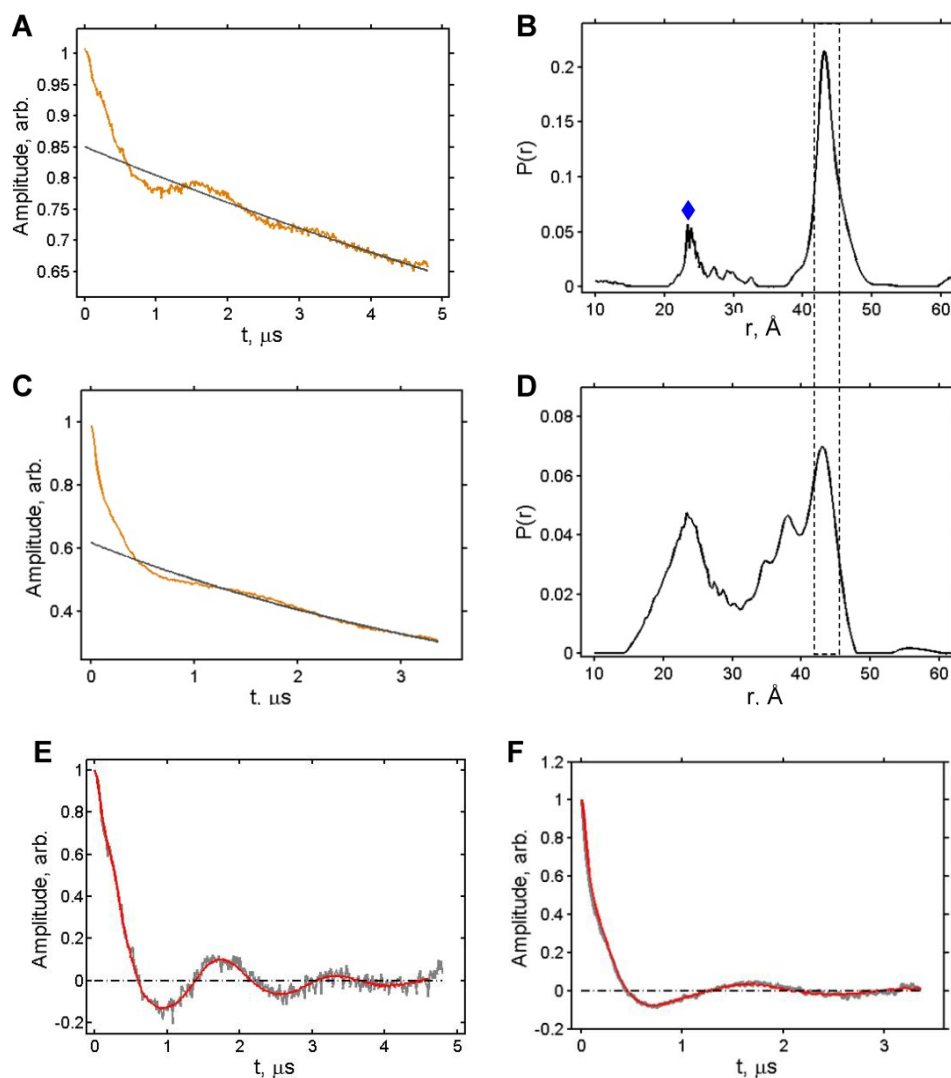 A
Amplitude, arb.
1
0.95
0.9
0.85
0.8
0.75
0.7
0.65
0 1 2 3 4 5
t, μs
B
P(r)
0.2
0.15
0.1
0.05
0
10 20 30 40 50 60
r, Å
C
Amplitude, arb.
1
0.8
0.6
0.4
0 1 2 3
t, μs
D
P(r)
0.08
0.06
0.04
0.02
0
10 20 30 40 50 60
r, Å
E
Amplitude, arb.
1
0.8
0.6
0.4
0.2
0
-0.2
0 1 2 3 4 5
t, μs
F
Amplitude, arb.
1.2
1
0.8
0.6
0.4
0.2
0
-0.2
0 1 2 3
t, μs